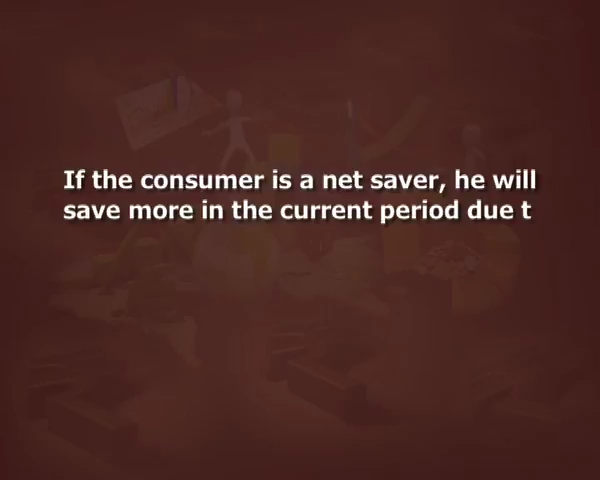 If the consumer is a net saver, he will
save more in the current period due t